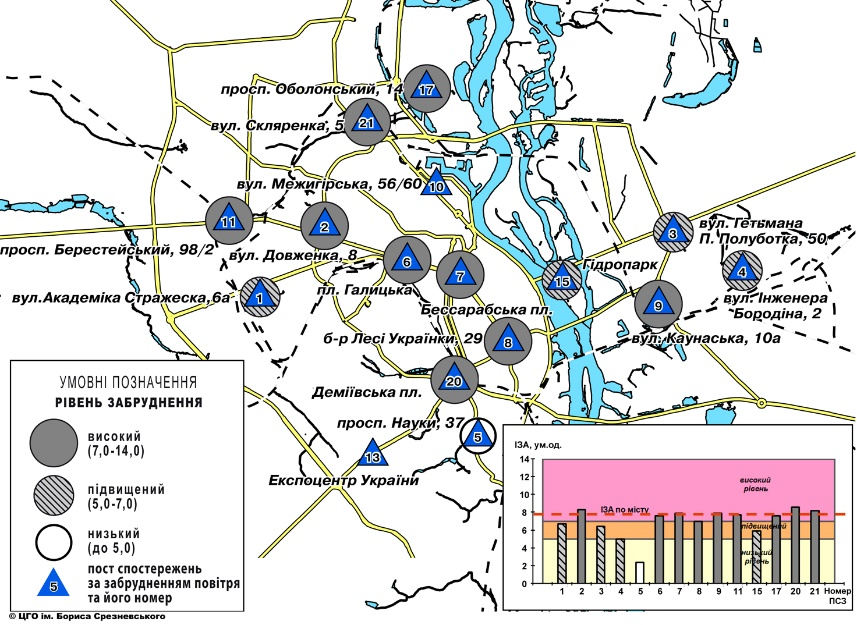 просп. Оболонський, 14
17
вул. Скляренка, 5
21
вул. Межигірська, 56/60
10
11
2
просп. Берестейський, 98/2
вул. Довженка, 8
6
7
3
вул. Гетьмана
П. Полуботка, 50
Гідропарк
15
4
вул. Інженера
Бородіна, 2
вул.Академіка Стражеска,6а
1
пл. Галицька
Бессарабська пл.
9
вул. Каунаська, 10а
б-р Лесі Українки, 29
8
Деміївська пл.
20
просп. Науки, 37
5
13
Експоцентр України
УМОВНІ ПОЗНАЧЕННЯ
РІВЕНЬ ЗАБРУДНЕННЯ
високий
(7,0-14,0)
підвищений
(5,0-7,0)
низький
(до 5,0)
5
пост спостережень
за забрудненням повітря
та його номер
ІЗА, ум.од.
14
12
10
8
6
4
2
0
високий
рівень
ІЗА по місту
підвищений
низький
рівень
1 2 3 4 5 6 7 8 9 11 15 17 20 21 Номер
ПСЗ
© ЦГО ім. Бориса Срезневського